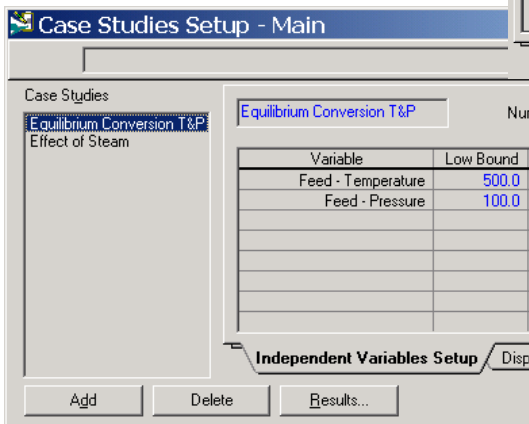 Case Studies Setup - Main
Case Studies
Equilibrium Conversion T&P
Effect of Steam
Equilibrium Conversion T&P
Variable Low Bound
Feed - Temperature 500.0
Feed - Pressure 100.0
Independent Variables Setup
Add Delete Results...